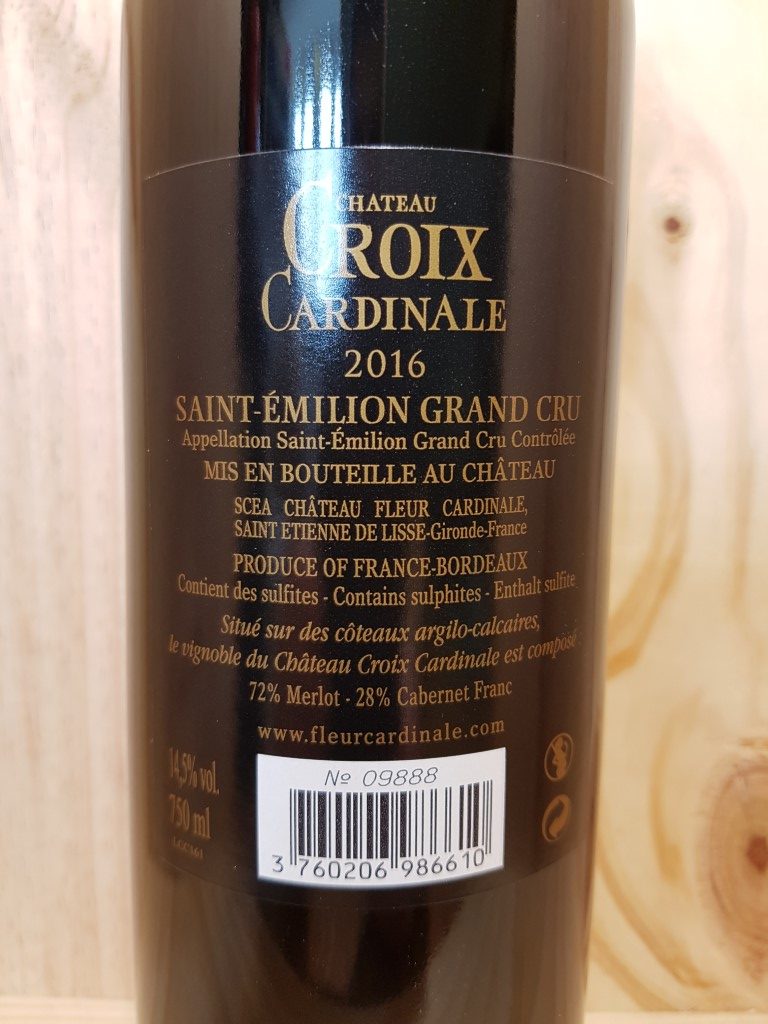 CHATEAU
CROIX
CARDINALE
2016
SAINT-ÉMILION GRAND CRU
Appellation Saint-Émilion Grand Cru Contrôlée
MIS EN BOUTEILLE AU CHÂTEAU
SCEA CHÂTEAU FLEUR CARDINALE,
SAINT ETIENNE DE LISSE-Gironde-France
PRODUCE OF FRANCE-BORDEAUX
Contient des sulfites - Contains sulphites - Enthalt sulfite
Situé sur des côteaux argilo-calcaires,
le vignoble du Château Croix Cardinale est composé
72% Merlot - 28% Cabernet Franc
www.fleurcardinale.com
14,5% vol.
750 ml
LCC161
Nº 09888
3 760206 986610